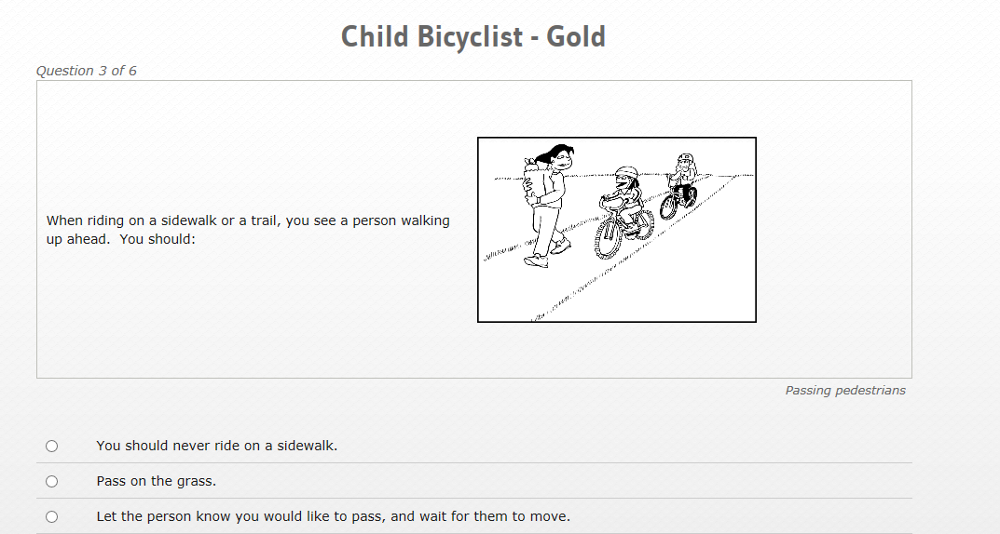 Child Bicyclist - Gold
Question 3 of 6
When riding on a sidewalk or a trail, you see a person walking
up ahead.  You should:
Passing pedestrians
You should never ride on a sidewalk.
Pass on the grass.
Let the person know you would like to pass, and wait for them to move.